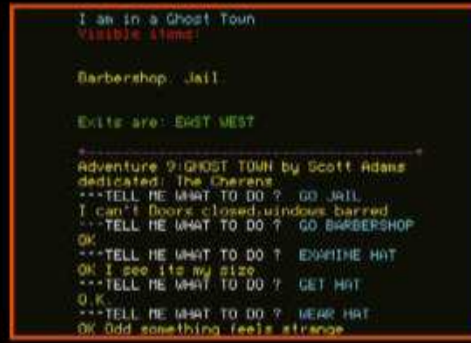 I am in a Ghost Town
Visible items:
Barbershop. Jail.
Exits are: EAST WEST
Adventure 9:GHOST TOWN by Scott Adams
dedicated: The Cherens
---TELL ME WHAT TO DO ? GO JAIL
I can't Doors closed,windows barred
---TELL ME WHAT TO DO ? GO BARBERSHOP
OK
---TELL ME WHAT TO DO ? EXAMINE HAT
OK I see its my size
---TELL ME WHAT TO DO ? GET HAT
O.K.
---TELL ME WHAT TO DO ? WEAR HAT
OK Odd something feels strange